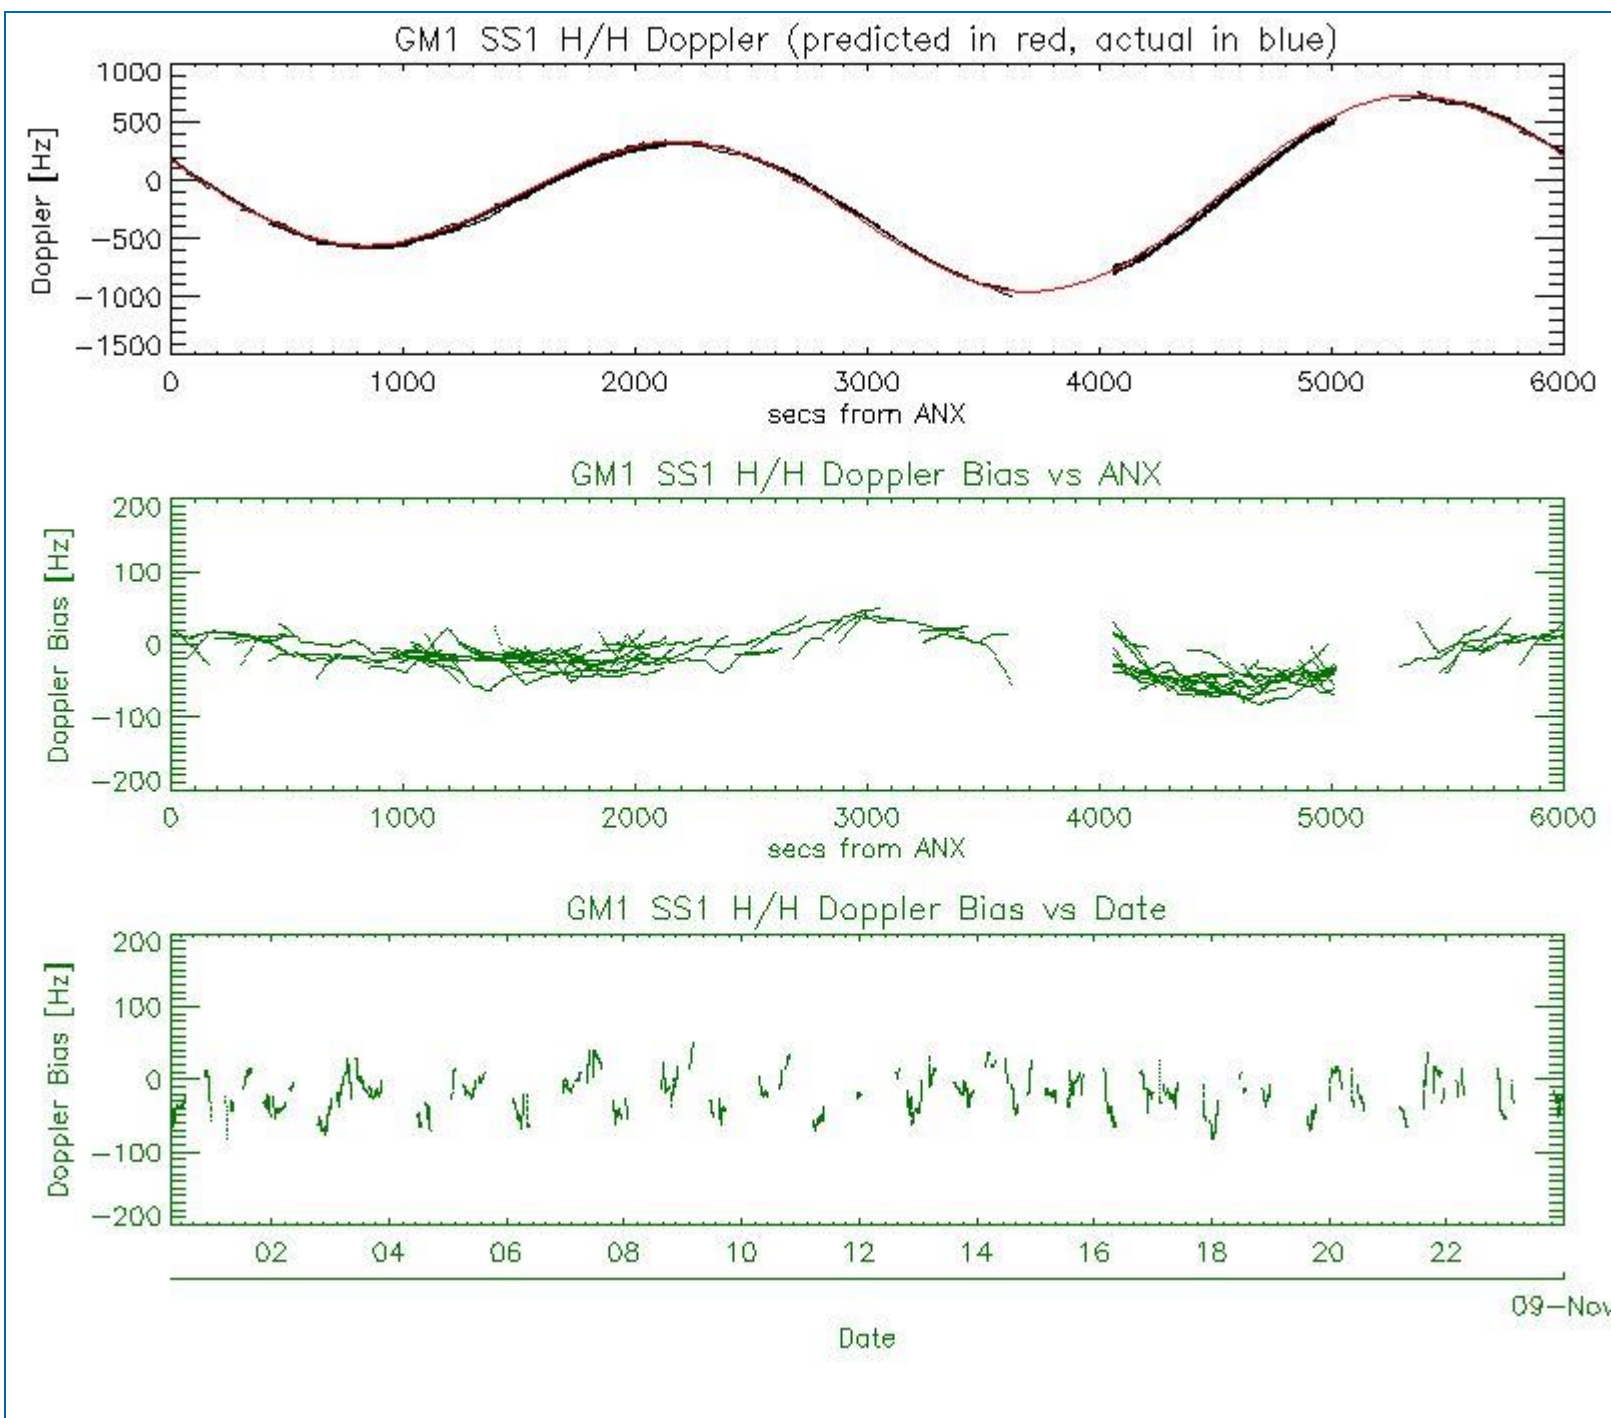 GM1 SS1 H/H Doppler (predicted in red, actual in blue)
Doppler [Hz]
1000
500
0
−500
−1000
−1500
0 1000 2000 3000 4000 5000 6000
secs from ANX
GM1 SS1 H/H Doppler Bias vs ANX
Doppler Bias [Hz]
200
100
0
−100
−200
0 1000 2000 3000 4000 5000 6000
secs from ANX
GM1 SS1 H/H Doppler Bias vs Date
Doppler Bias [Hz]
200
100
0
−100
−200
02 04 06 08 10 12 14 16 18 20 22
09−Nov
Date